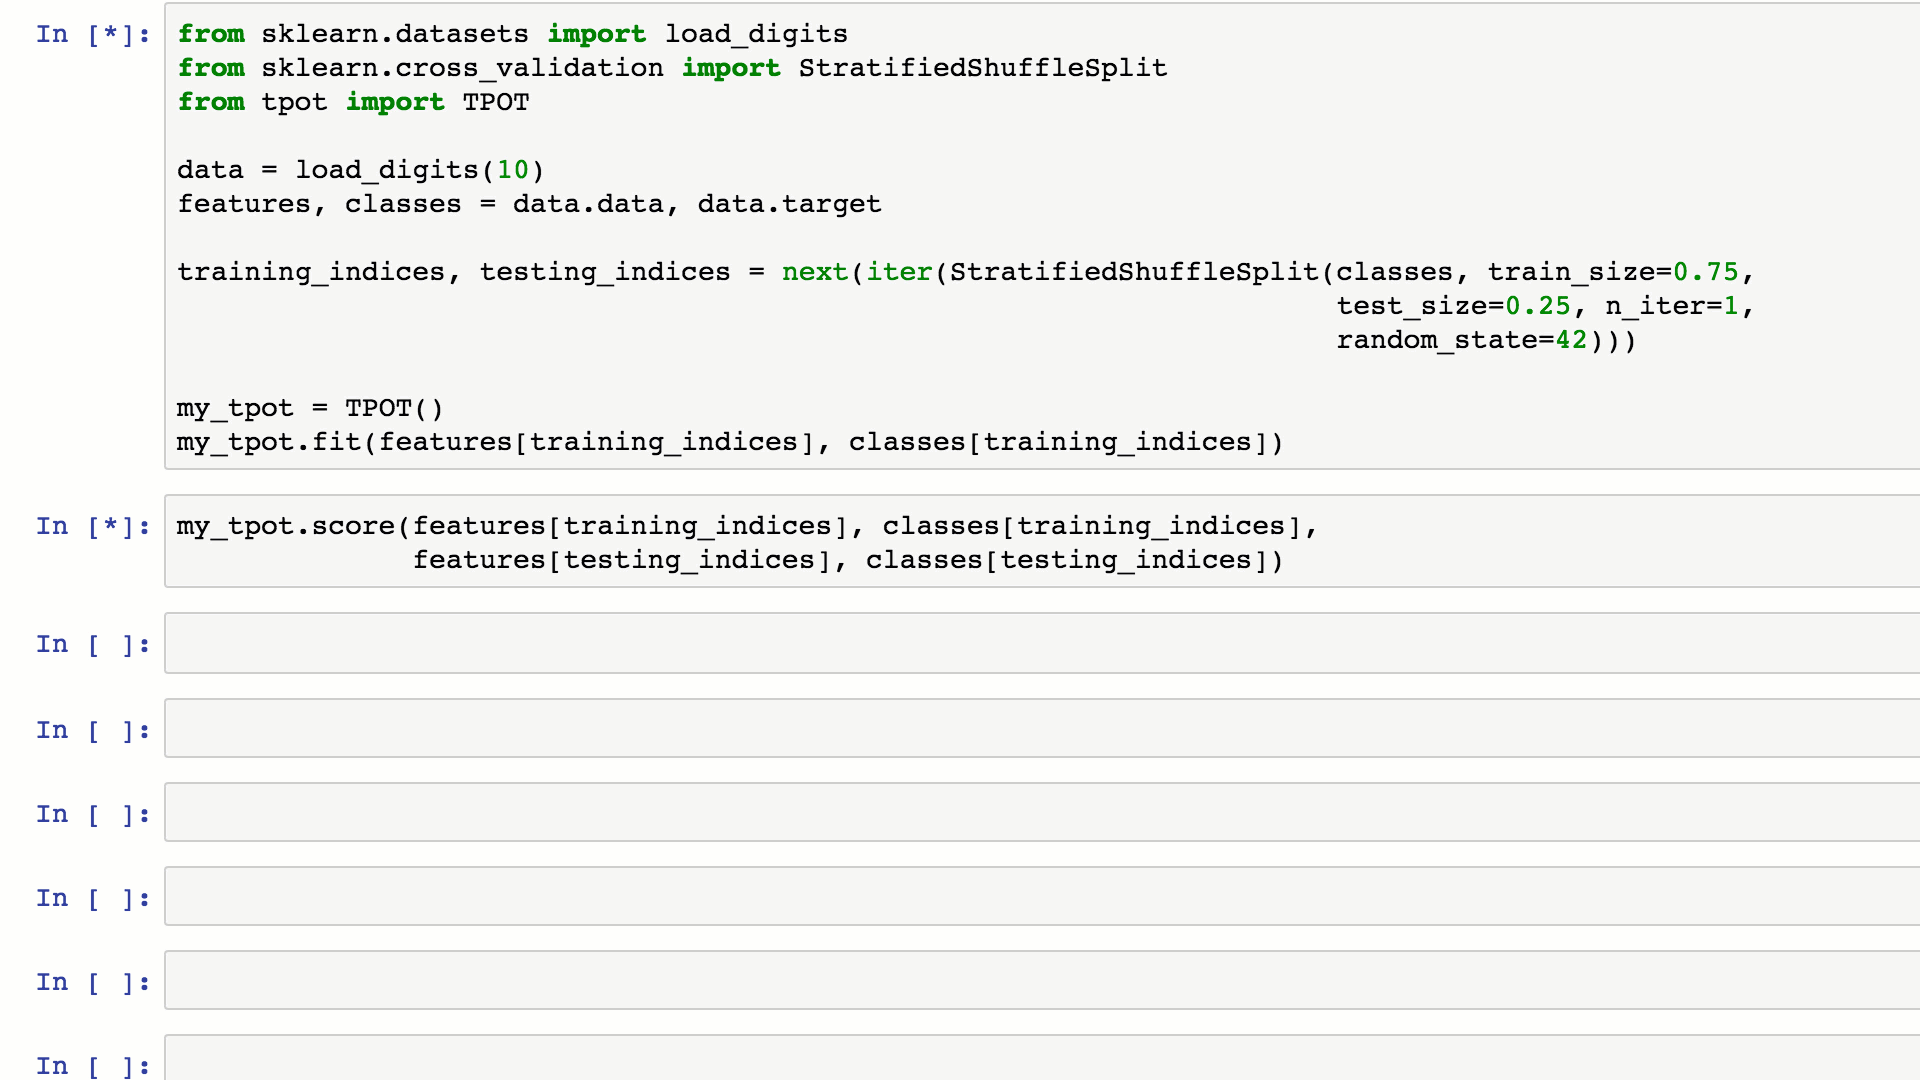 In [*]: from sklearn.datasets import load_digits
from sklearn.cross_validation import StratifiedShuffleSplit
from tpot import TPOT
data = load_digits(10)
features, classes = data.data, data.target
training_indices, testing_indices = next(iter(StratifiedShuffleSplit(classes, train_size=0.75,
test_size=0.25, n_iter=1,
random_state=42)))
my_tpot = TPOT()
my_tpot.fit(features[training_indices], classes[training_indices])
In [*]: my_tpot.score(features[training_indices], classes[training_indices],
features[testing_indices], classes[testing_indices])
In [ ]:
In [ ]:
In [ ]:
In [ ]:
In [ ]:
In [ ]: